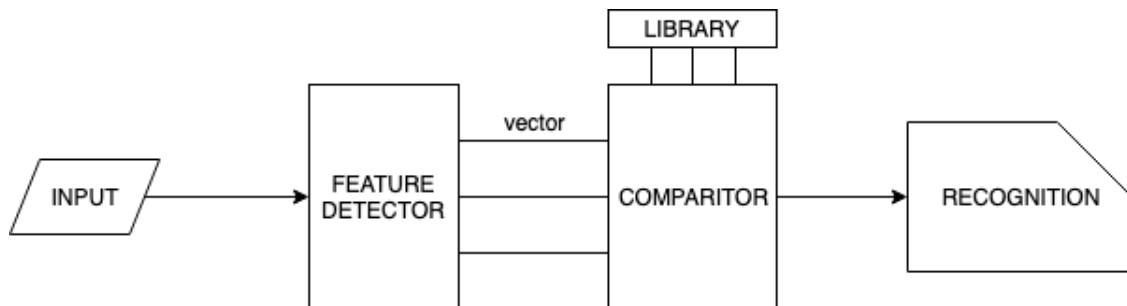 LIBRARY
vector
INPUT
FEATURE
DETECTOR
COMPARITOR
RECOGNITION